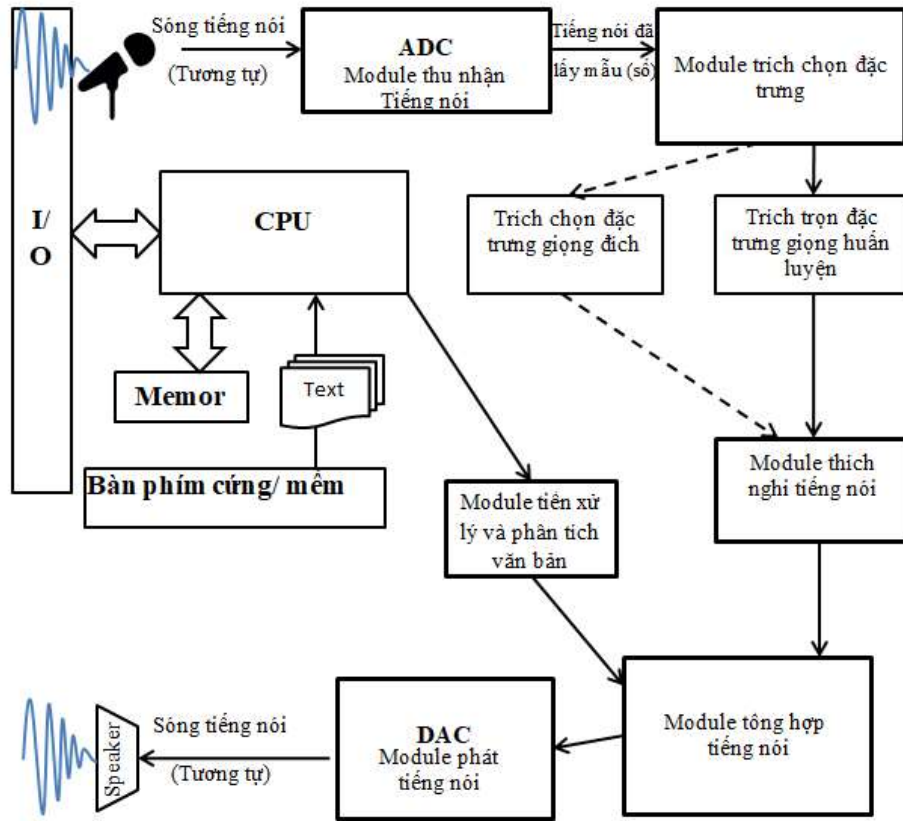 Sóng tiếng nói
(Tương tự)
ADC
Module thu nhận
Tiếng nói
Tiếng nói đã
lấy mẫu (số)
Module trích chọn đặc
trưng
I/
O
CPU
Trích chọn đặc
trưng giọng đích
Trích trọn đặc
trưng giọng huấn
luyện
Memor
Text
Bàn phím cứng/ mềm
Module tiền xử
lý và phân tích
văn bản
Module thích
nghi tiếng nói
Speaker
Sóng tiếng nói
(Tương tự)
DAC
Module phát
tiếng nói
Module tông hợp
tiếng nói